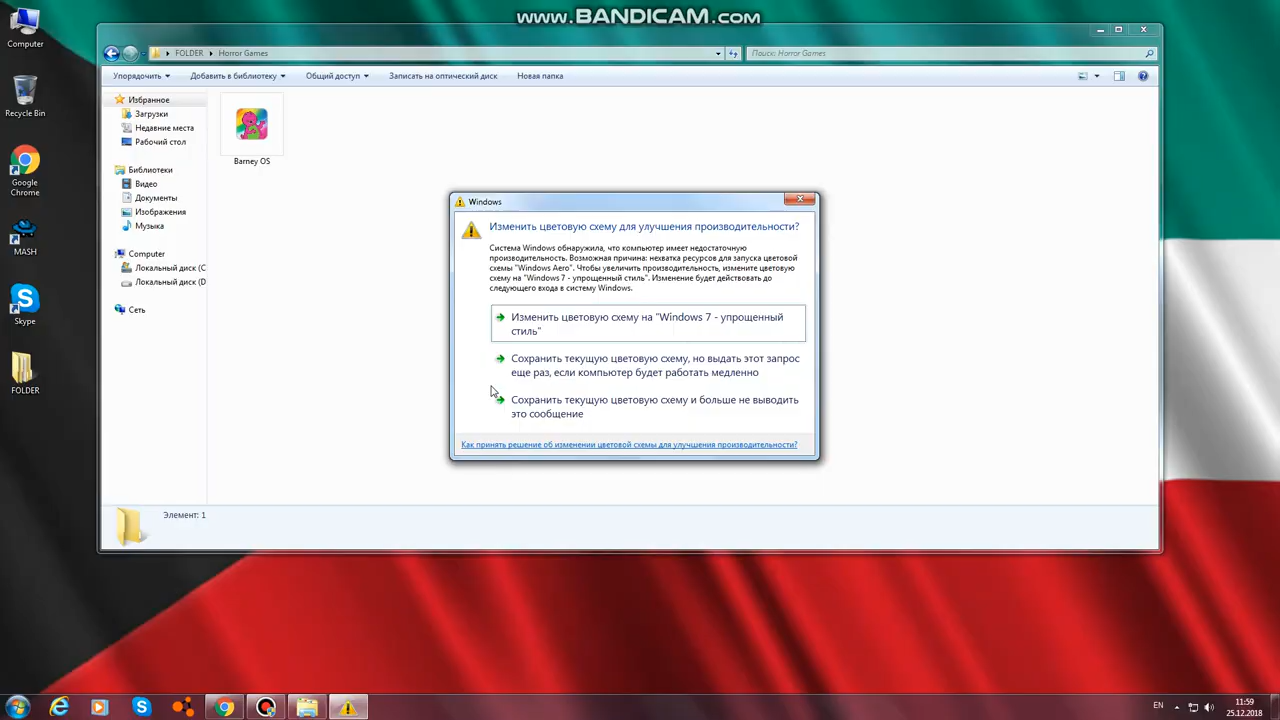 www.BANDICAM.com
Computer
Recycle Bin
Google
Chrome
MASH
Skype
FOLDER
FOLDER
Horror Games
Поиск: Horror Games
Упорядочить
Добавить в библиотеку
Общий доступ
Записать на оптический диск
Новая папка
Избранное
Загрузки
Недавние места
Рабочий стол
Библиотеки
Видео
Документы
Изображения
Музыка
Computer
Локальный диск (C
Локальный диск (D
Сеть
Barney OS
Windows
Изменить цветовую схему для улучшения производительности?
Система Windows обнаружила, что компьютер имеет недостаточную
производительность. Возможная причина: нехватка ресурсов для запуска цветовой
схемы "Windows Aero". Чтобы увеличить производительность, измените цветовую
схему на "Windows 7 - упрощенный стиль". Изменение будет действовать до
следующего входа в систему Windows.
Изменить цветовую схему на "Windows 7 - упрощенный
стиль"
Сохранить текущую цветовую схему, но выдать этот запрос
еще раз, если компьютер будет работать медленно
Сохранить текущую цветовую схему и больше не выводить
это сообщение
Как принять решение об изменении цветовой схемы для улучшения производительности?
Элемент: 1
EN
11:59
25.12.2018